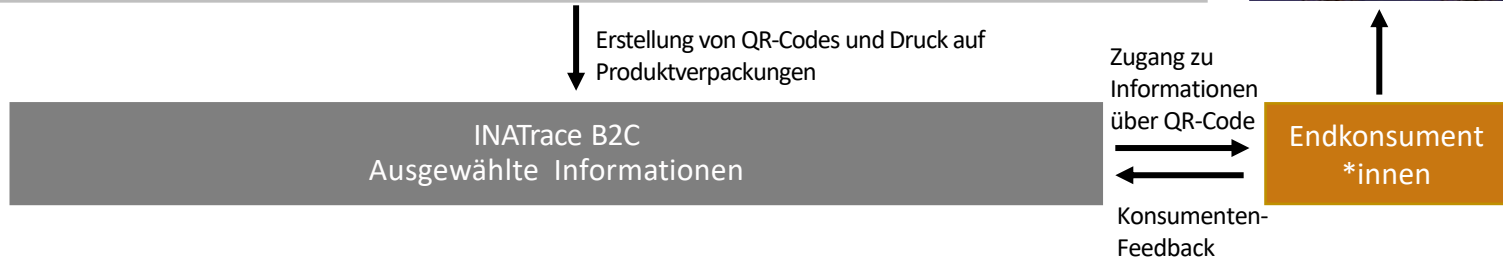 Erstellung von QR-Codes und Druck auf
Produktverpackungen
INATrace B2C
Ausgewählte Informationen
Zugang zu
Informationen
über QR-Code
Konsumenten-
Feedback
Endkonsument
*innen